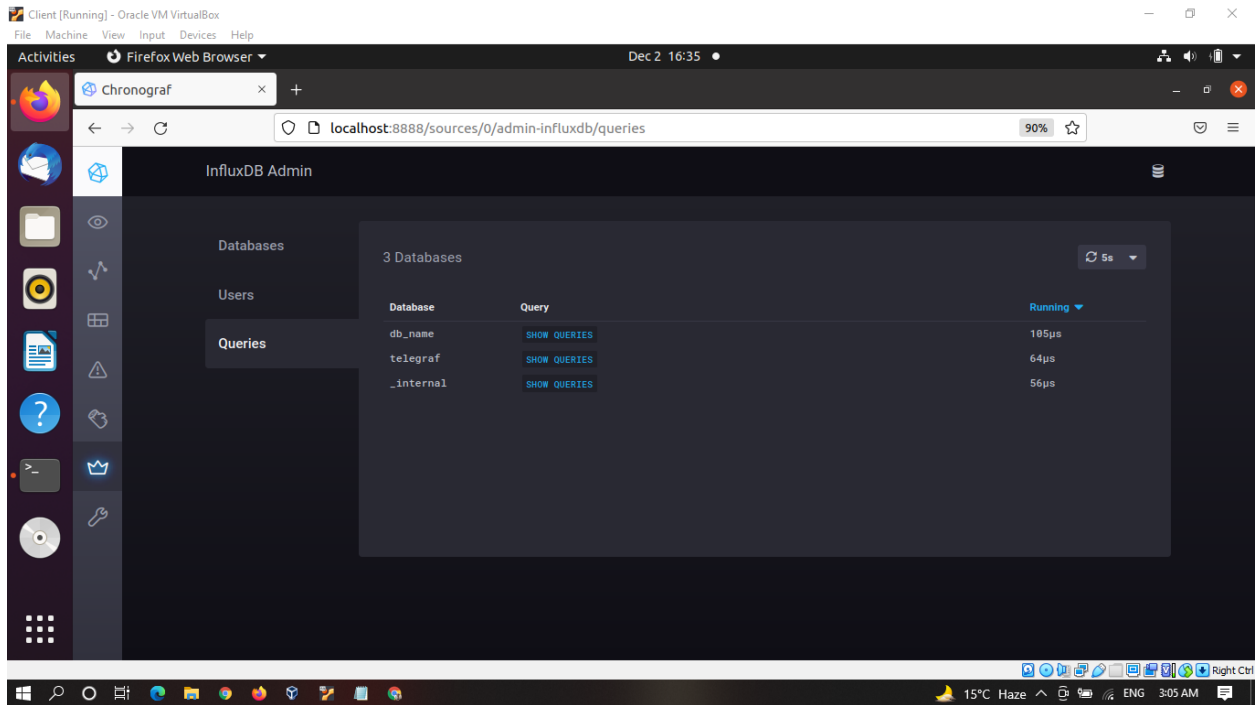 Client [Running] - Oracle VM VirtualBox
File Machine View Input Devices Help
Activities Firefox Web Browser Dec 2 16:35
Chronograf
localhost:8888/sources/0/admin-influxdb/queries 90%
InfluxDB Admin
Databases
Users
Queries
3 Databases 5s
Database Query Running
db_name SHOW QUERIES 105µs
telegraf SHOW QUERIES 64µs
_internal SHOW QUERIES 56µs
Right Ctrl
15°C Haze ENG 3:05 AM